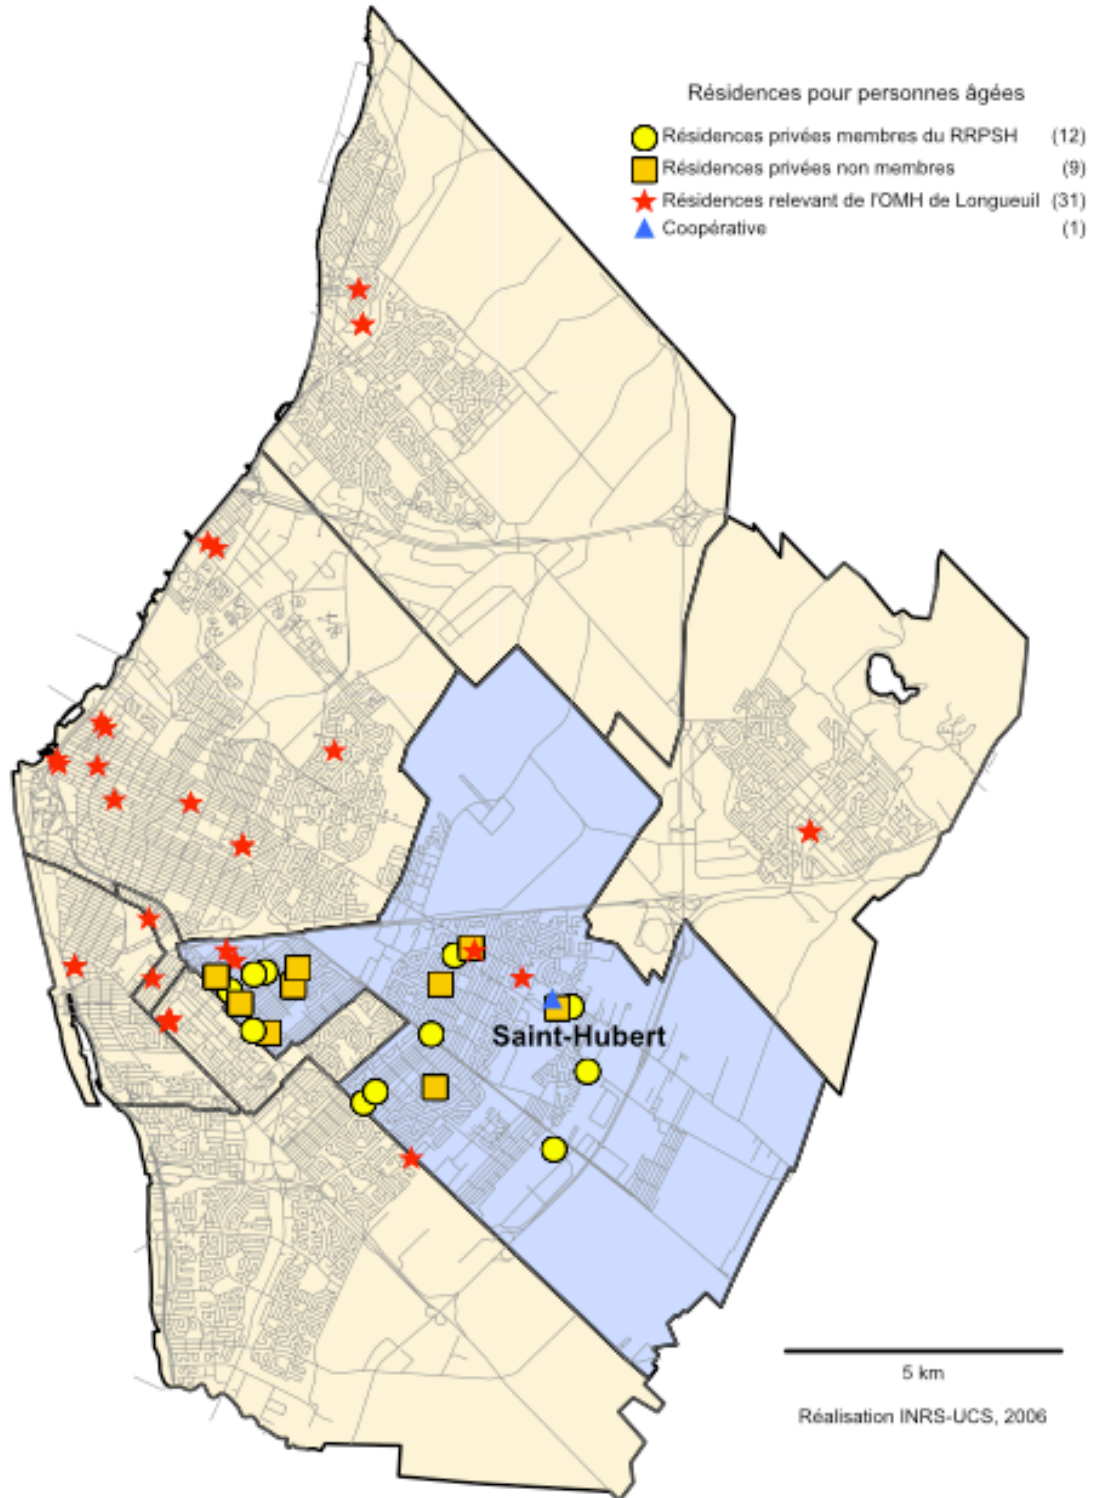 Résidences pour personnes âgées
Résidences privées membres du RRPSH (12)
Résidences privées non membres (9)
Résidences relevant de l'OMH de Longueuil (31)
Coopérative (1)
Saint-Hubert
5 km
Réalisation INRS-UCS, 2006